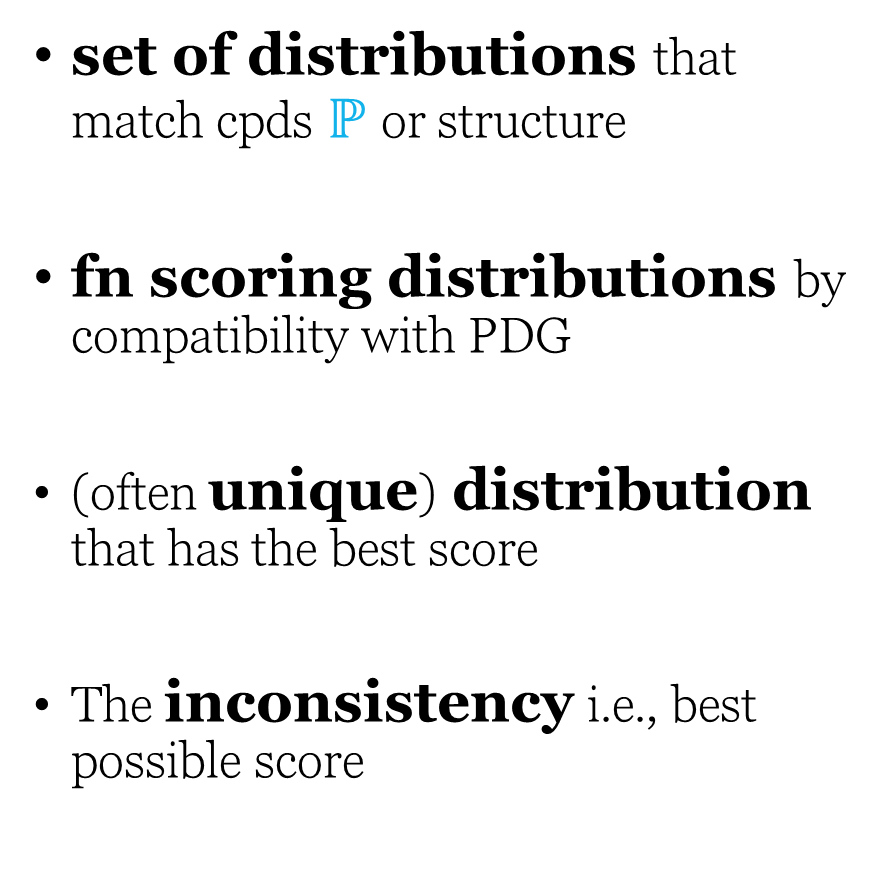 • set of distributions that
match cpds ℙ or structure
• fn scoring distributions by
compatibility with PDG
• (often unique) distribution
that has the best score
• The inconsistency i.e., best
possible score